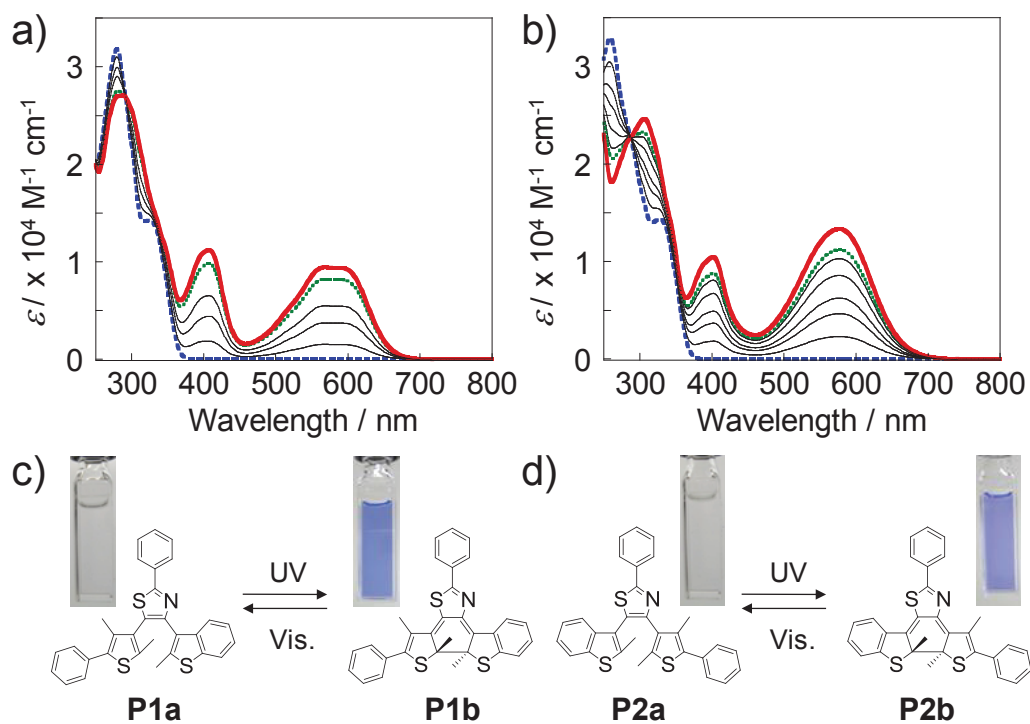 a)
b)
3
2
1
0
ε / x 10⁴ M⁻¹ cm⁻¹
300 400 500 600 700 800
Wavelength / nm
3
2
1
0
ε / x 10⁴ M⁻¹ cm⁻¹
300 400 500 600 700 800
Wavelength / nm
c)
d)
S N
S S
UV
Vis.
S N
S S
S N
S S
UV
Vis.
S N
S S
P1a P1b P2a P2b